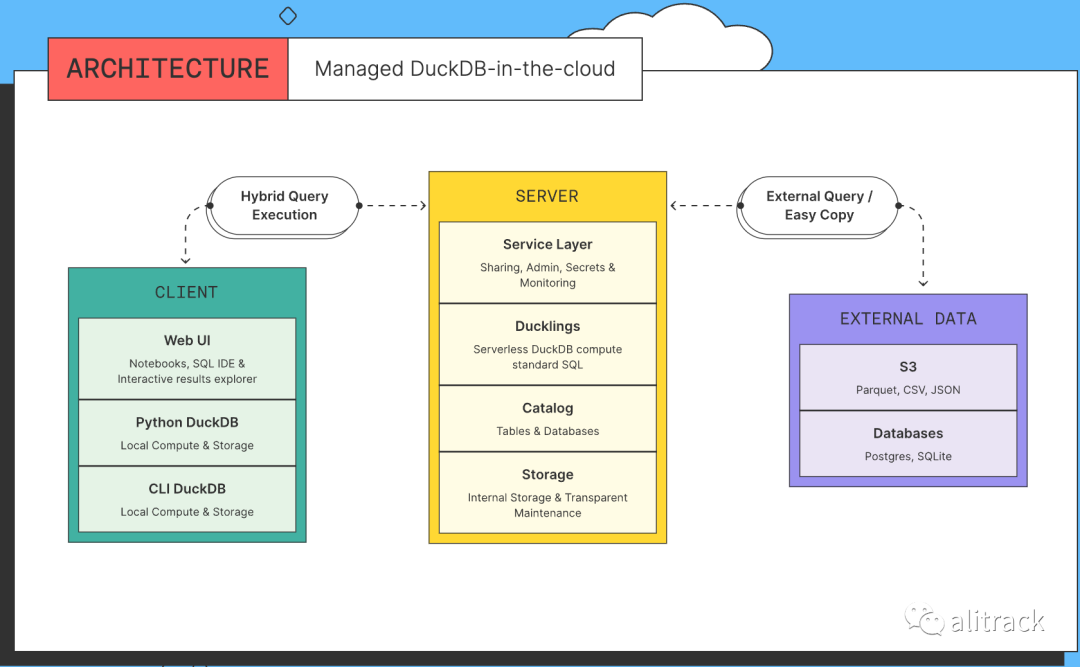 ARCHITECTURE
Managed DuckDB-in-the-cloud
Hybrid Query
Execution
External Query /
Easy Copy
CLIENT
Web UI
Notebooks, SQL IDE &
Interactive results explorer
Python DuckDB
Local Compute & Storage
CLI DuckDB
Local Compute & Storage
SERVER
Service Layer
Sharing, Admin, Secrets &
Monitoring
Ducklings
Serverless DuckDB compute
standard SQL
Catalog
Tables & Databases
Storage
Internal Storage & Transparent
Maintenance
EXTERNAL DATA
S3
Parquet, CSV, JSON
Databases
Postgres, SQLite
alitrack